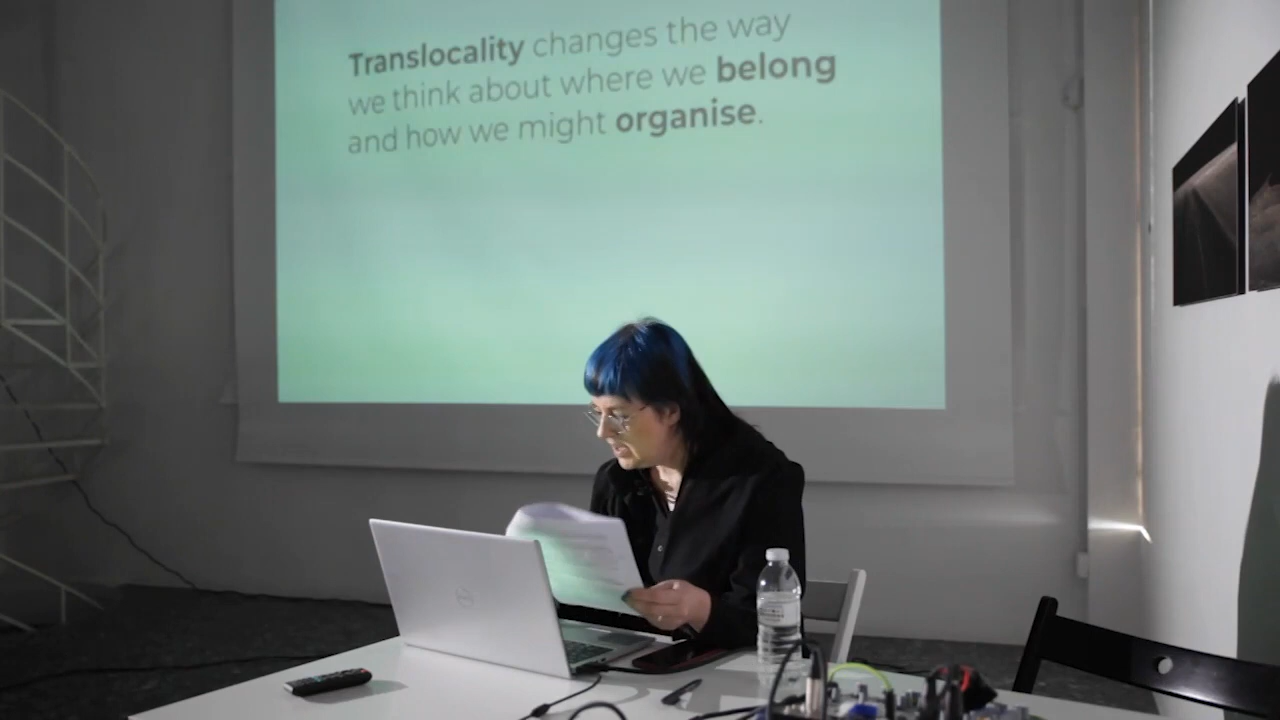 Translocality changes the way
we think about where we belong
and how we might organise.